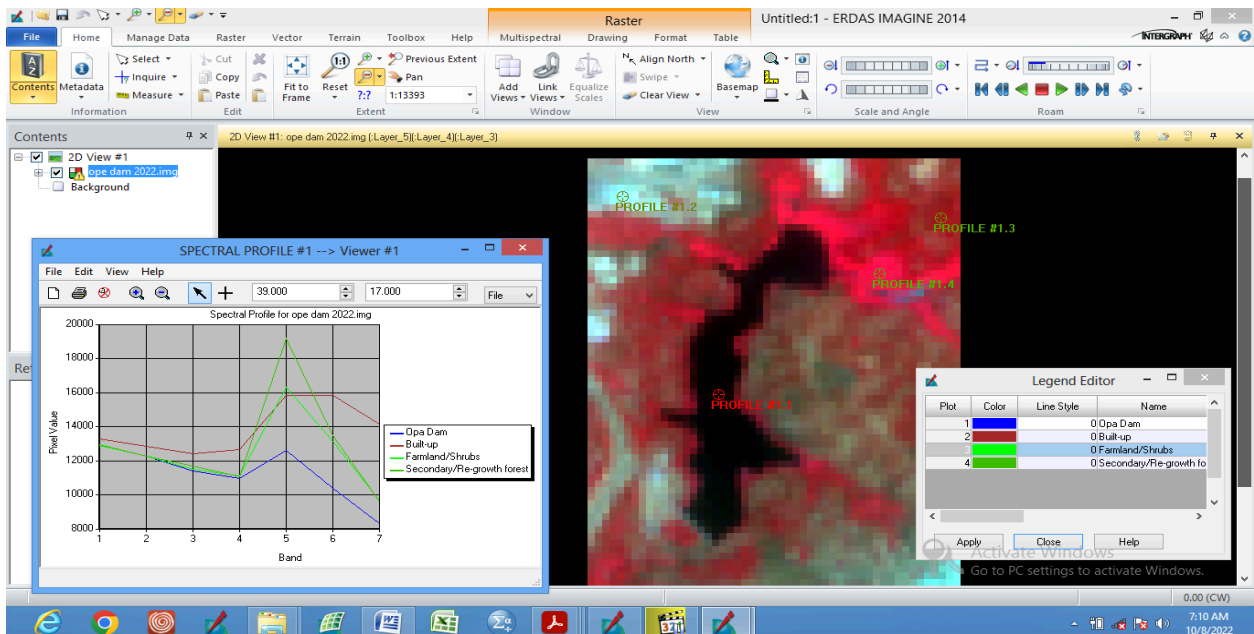 Raster
Untitled:1 - ERDAS IMAGINE 2014
File Home Manage Data Raster Vector Terrain Toolbox Help Multispectral Drawing Format Table
INTERGRAPH
Contents
Metadata
Select
Inquire
Measure
Information
Cut
Copy
Paste
Edit
Fit to Frame
Reset
1:1
Previous Extent
Pan
?:? 1:13393
Extent
Add Views
Link Views
Equalize Scales
Window
Align North
Swipe
Clear View
Basemap
View
Scale and Angle
Roam
Contents
2D View #1
ope dam 2022.img
Background
2D View #1: ope dam 2022.img (:Layer_5)(:Layer_4)(:Layer_3)
PROFILE #1.2
PROFILE #1.3
PROFILE #1.4
PROFILE #1.1
SPECTRAL PROFILE #1 --> Viewer #1
File Edit View Help
39.000 17.000 File
Spectral Profile for ope dam 2022.img
20000
18000
16000
14000
12000
10000
8000
Pixel Value
1 2 3 4 5 6 7
Band
Opa Dam
Built-up
Farmland/Shrubs
Secondary/Re-growth forest
Legend Editor
Plot Color Line Style Name
1 0 Opa Dam
2 0 Built-up
3 0 Farmland/Shrubs
4 0 Secondary/Re-growth fo
Apply Close Help
Activate Windows
Go to PC settings to activate Windows.
0.00 (CW)
7:10 AM
10/8/2022